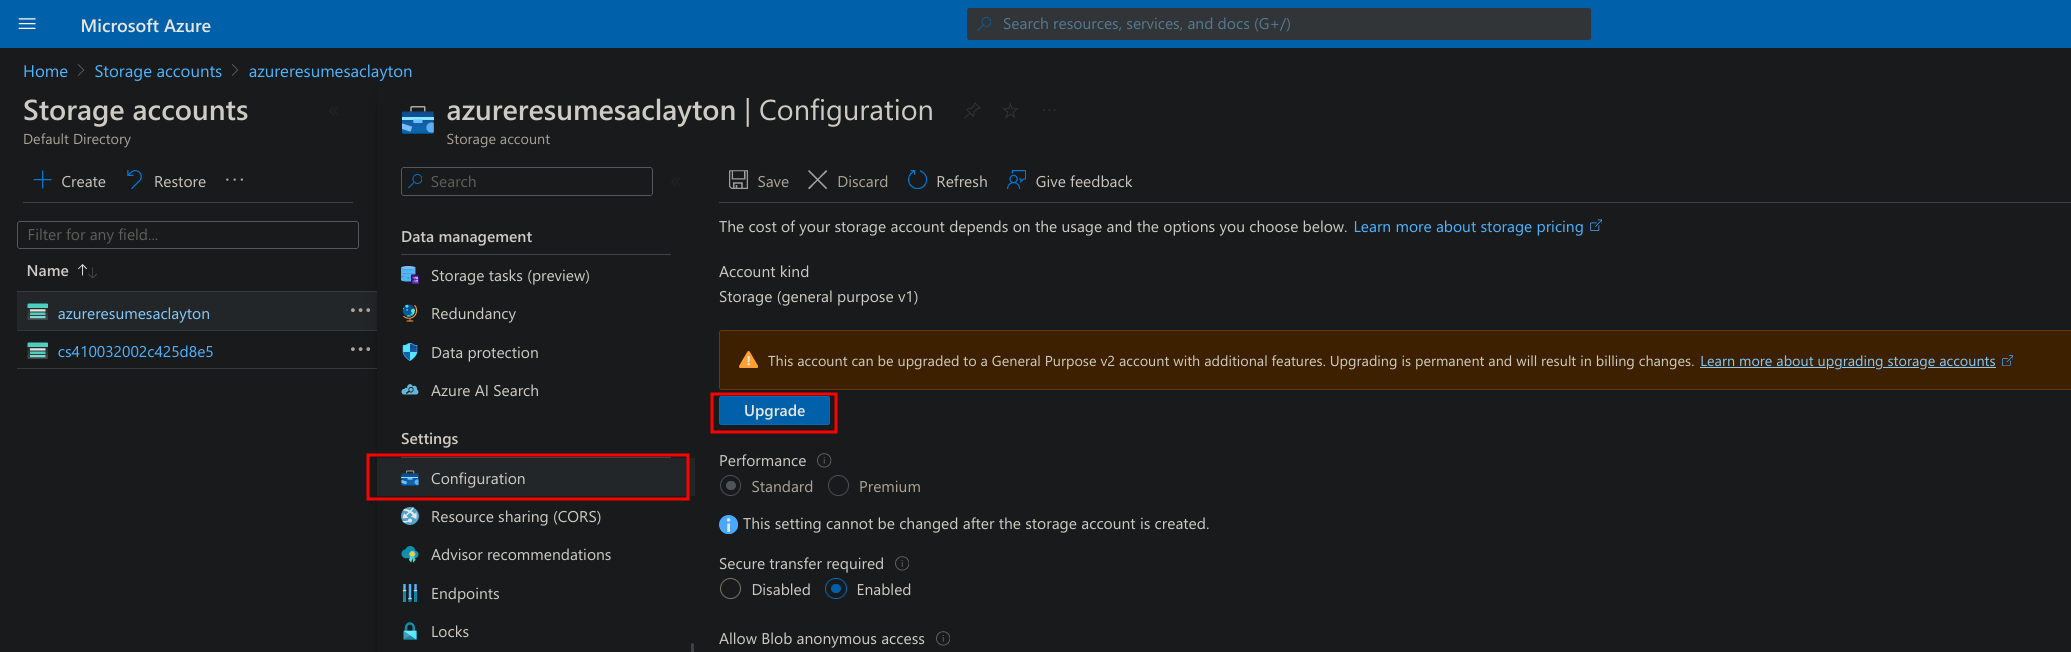 Microsoft Azure
Search resources, services, and docs (G+/)
Home > Storage accounts > azureresumesaclayton
Storage accounts
Default Directory
Create Restore ...
Filter for any field...
Name
azureresumesaclayton
cs410032002c425d8e5
azureresumesaclayton | Configuration
Storage account
Search
Data management
Storage tasks (preview)
Redundancy
Data protection
Azure AI Search
Settings
Configuration
Resource sharing (CORS)
Advisor recommendations
Endpoints
Locks
Save Discard Refresh Give feedback
The cost of your storage account depends on the usage and the options you choose below. Learn more about storage pricing
Account kind
Storage (general purpose v1)
This account can be upgraded to a General Purpose v2 account with additional features. Upgrading is permanent and will result in billing changes. Learn more about upgrading storage accounts
Upgrade
Performance
Standard Premium
This setting cannot be changed after the storage account is created.
Secure transfer required
Disabled Enabled
Allow Blob anonymous access